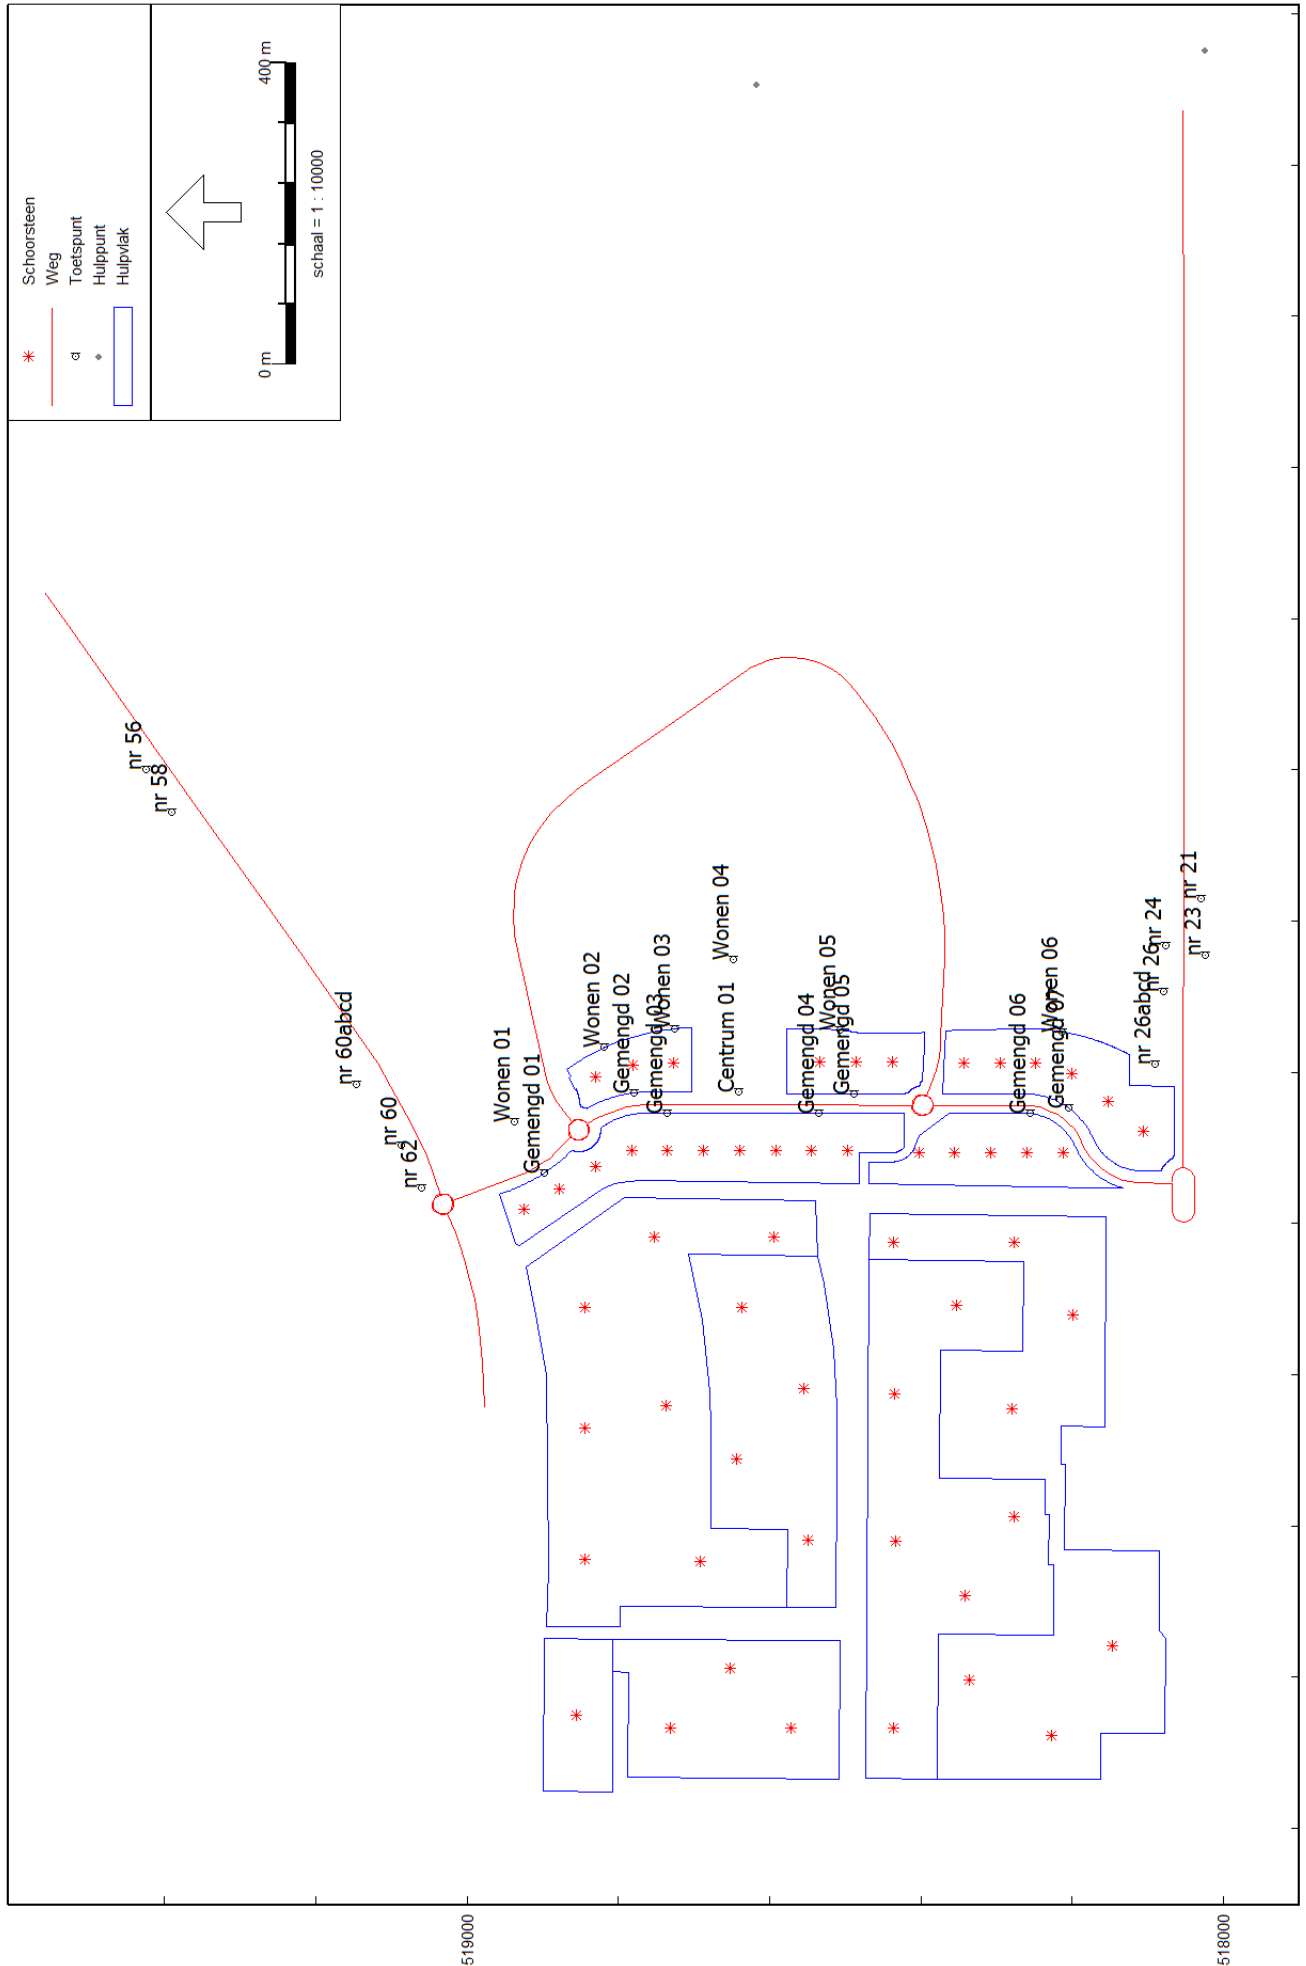 Schoorsteen
Weg
Toetspunt
Hulppunt
Hulpvlak
0 m
400 m
schaal = 1 : 10000
nr 56
nr 58
nr 60abcd
nr 60
nr 62
Wonen 01
Gemengd 01
Wonen 02
Gemengd 02
Wonen 03
Gemengd 03
Wonen 04
Centrum 01
Gemengd 04
Wonen 05
Gemengd 05
Gemengd 06
Wonen 06
Gemengd 07
nr 26abcd
nr 26
nr 24
nr 23
nr 21
519000
518000